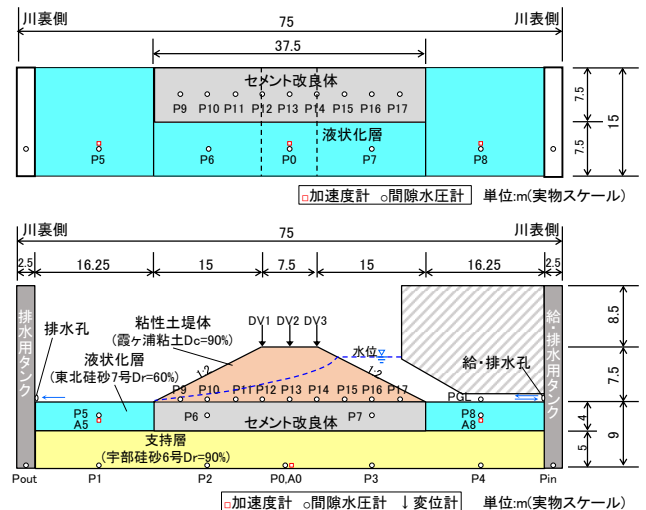 川裏側
75
川表側
37.5
セメント改良体
P9 P10 P11 P12 P13 P14 P15 P16 P17
液状化層
P5
P6
P0
P7
P8
7.5
7.5
15
□加速度計 ○間隙水圧計 単位:m(実物スケール)
川裏側
75
川表側
2.5
16.25
15
7.5
15
16.25
2.5
排水用タンク
排水孔
粘性土堤体
(霞ヶ浦粘土Dc=90%)
DV1 DV2 DV3
水位
液状化層
(東北硅砂7号Dr=60%)
1:2
1:2
給・排水孔
給・排水用タンク
8.5
7.5
P9 P10 P11 P12 P13 P14 P15 P16 P17
PGL
P5
A5
P6
P7
P8
A8
セメント改良体
4
9
支持層
(宇部硅砂6号Dr=90%)
5
Pout
P1
P2
P0,A0
P3
P4
Pin
□加速度計 ○間隙水圧計 ↓変位計 単位:m(実物スケール)